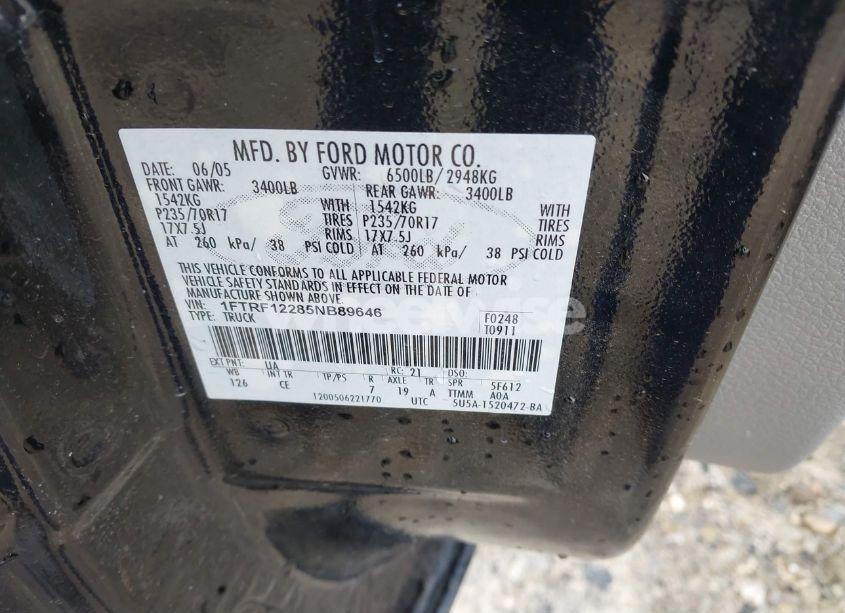 MFD. BY FORD MOTOR CO.
DATE: 06/05 GVWR: 6500LB/ 2948KG
FRONT GAWR: 3400LB REAR GAWR: 3400LB
1542KG WITH 1542KG WITH
P235/70R17 TIRES P235/70R17 TIRES
17X7.5J RIMS 17X7.5J RIMS
AT 260 kPa/ 38 PSI COLD AT 260 kPa/ 38 PSI COLD
THIS VEHICLE CONFORMS TO ALL APPLICABLE FEDERAL MOTOR
VEHICLE SAFETY STANDARDS IN EFFECT ON THE DATE OF
MANUFACTURE SHOWN ABOVE.
VIN: 1FTRF12285NB89646 F0248
TYPE: TRUCK T0911
EXT PNT: UA RC: 21 DSO:
WB INT TR TP/PS R AXLE TR SPR 5F612
126 CE 7 19 A TTMM A0A
1200506221770 UTC 5U5A-1520472-BA